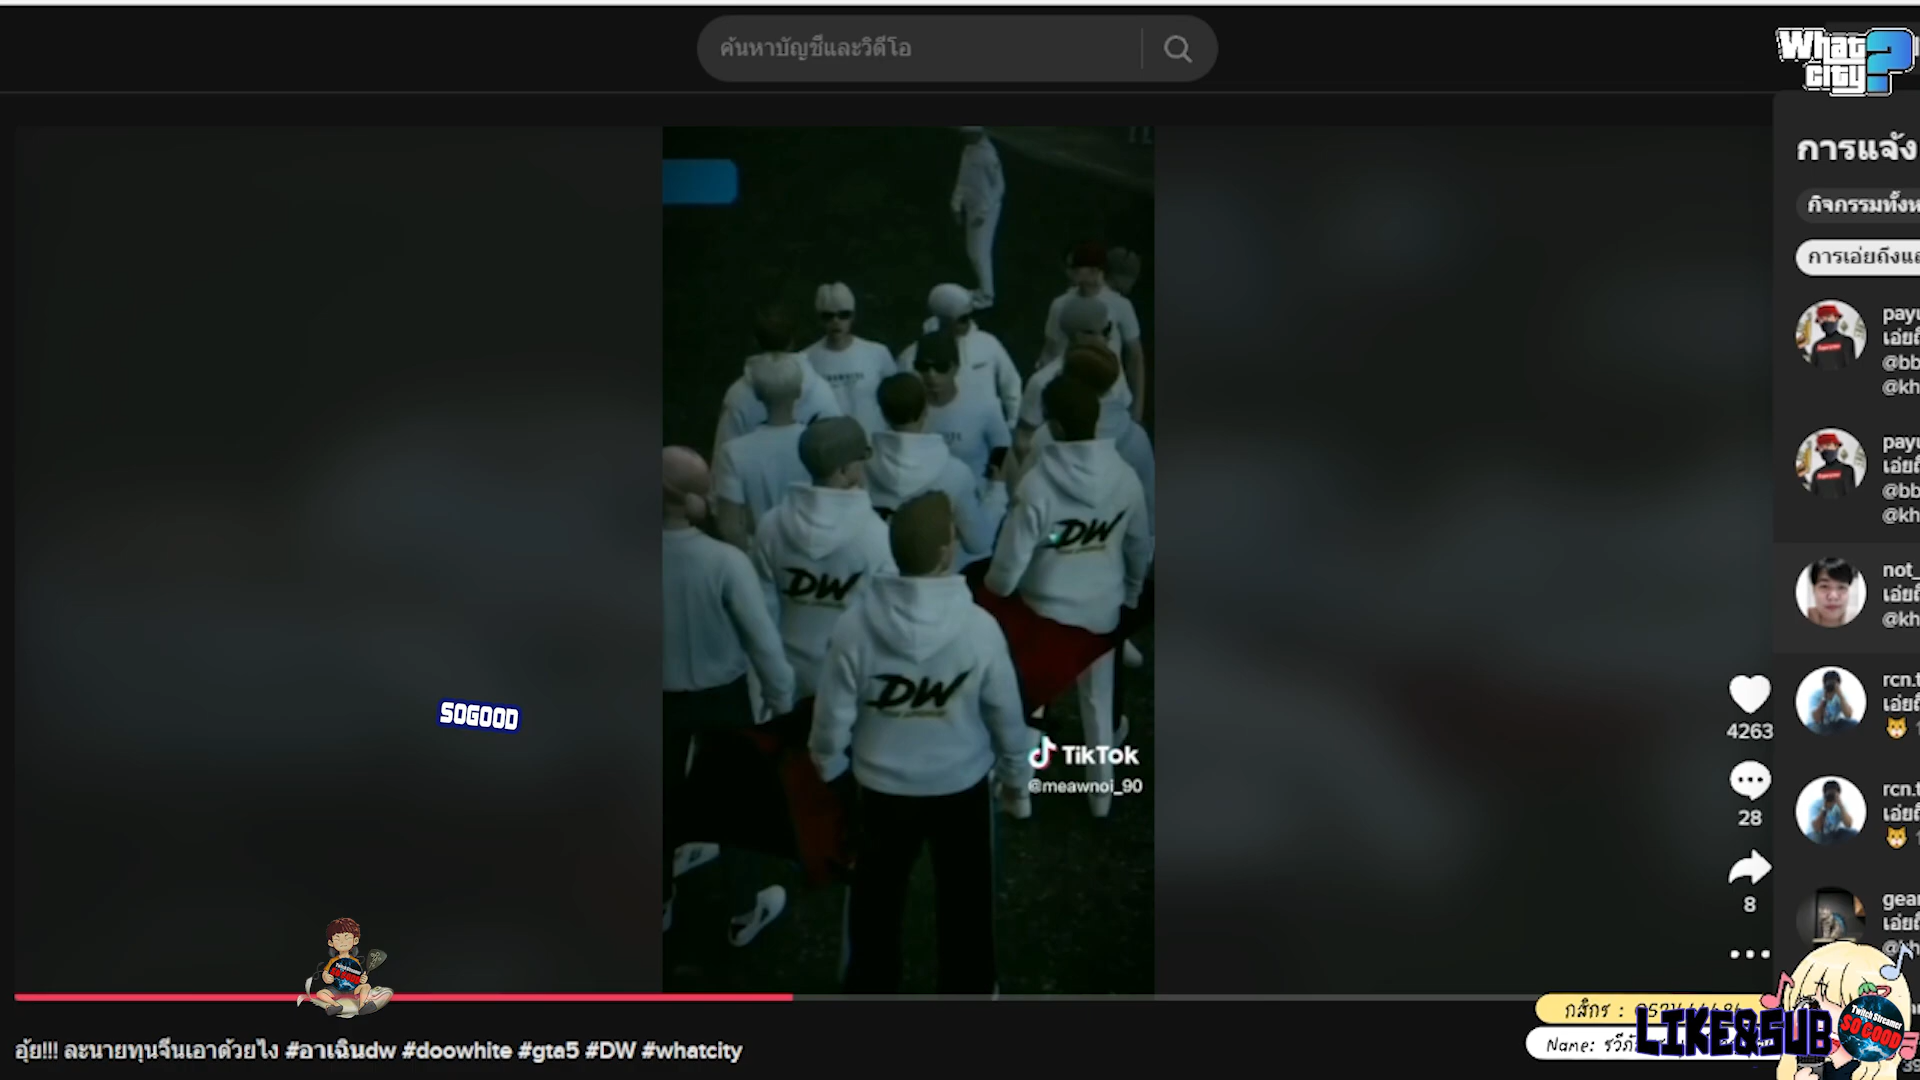 ค้นหาบัญชีและวิดีโอ
What
city?
การแจ้ง
กิจกรรมทั้งห
การเอ่ยถึงแล
payu
เอ่ยถึ
@bb
@kh
payu
เอ่ยถึ
@bb
@kh
not_
เอ่ยถึ
@kh
rcn.t
เอ่ยถึ
rcn.t
เอ่ยถึ
gear
เอ่ยถึ
DW
DW
DW
SOGOOD
TikTok
@meawnoi_90
4263
28
8
อุ้ย!!! ละนายทุนจีนเอาด้วยไง #อาเฉินdw #doowhite #gta5 #DW #whatcity
กสิกร :
Name:
LIKE&SUB
Twitch Streamer
SO GOOD